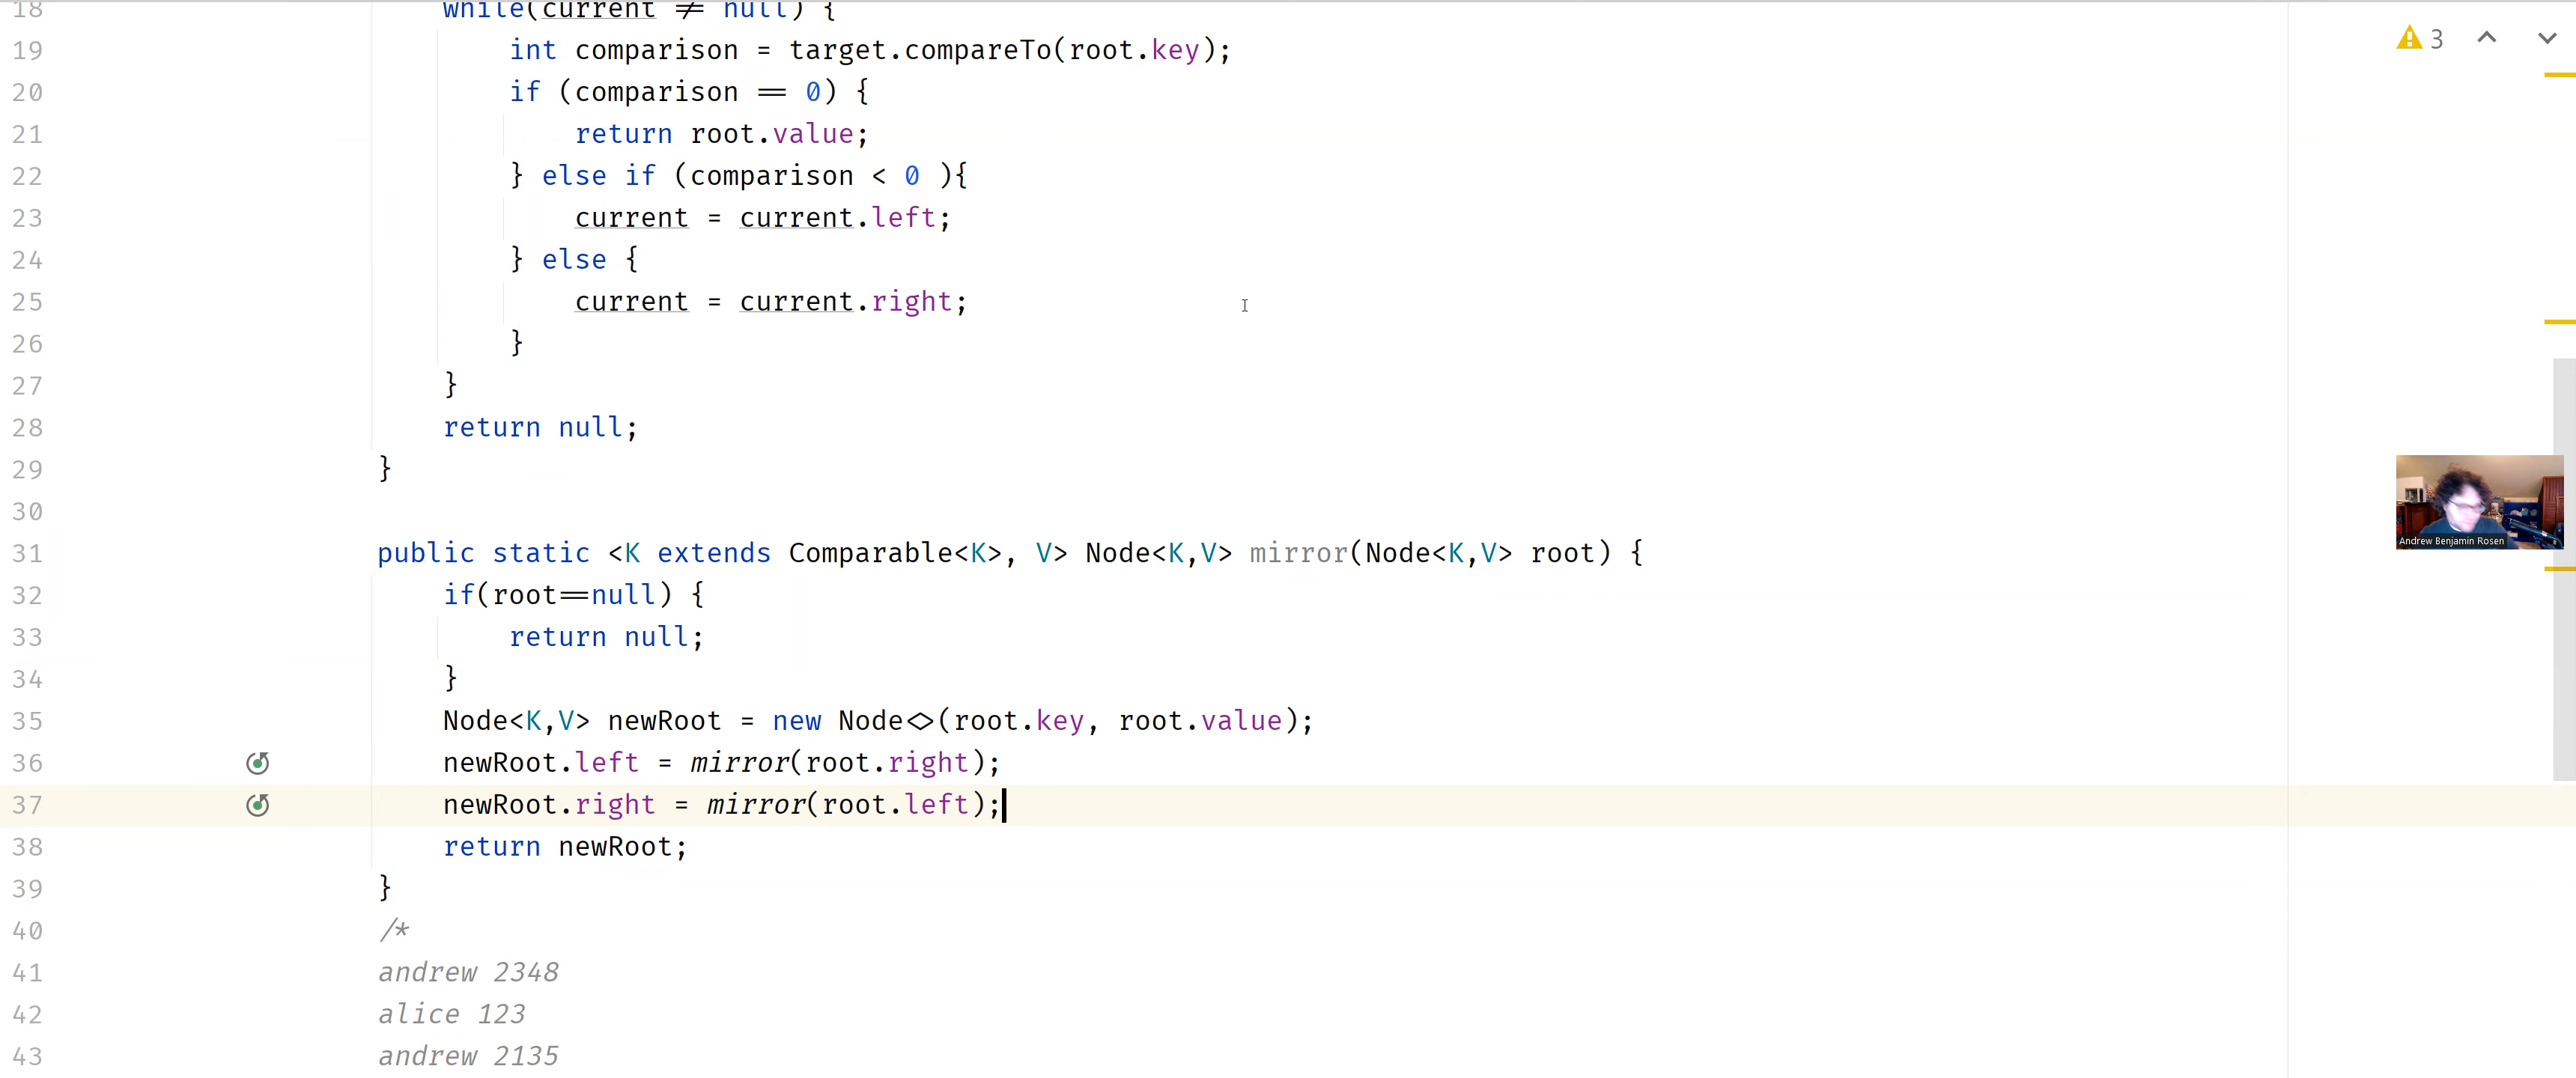 18 while(current ≠ null) {
19 int comparison = target.compareTo(root.key);
20 if (comparison == 0) {
21 return root.value;
22 } else if (comparison < 0 ){
23 current = current.left;
24 } else {
25 current = current.right;
26 }
27 }
28 return null;
29 }
30
31 public static <K extends Comparable<K>, V> Node<K,V> mirror(Node<K,V> root) {
32 if(root==null) {
33 return null;
34 }
35 Node<K,V> newRoot = new Node<>(root.key, root.value);
36 newRoot.left = mirror(root.right);
37 newRoot.right = mirror(root.left);
38 return newRoot;
39 }
40 /*
41 andrew 2348
42 alice 123
43 andrew 2135
3
Andrew Benjamin Rosen